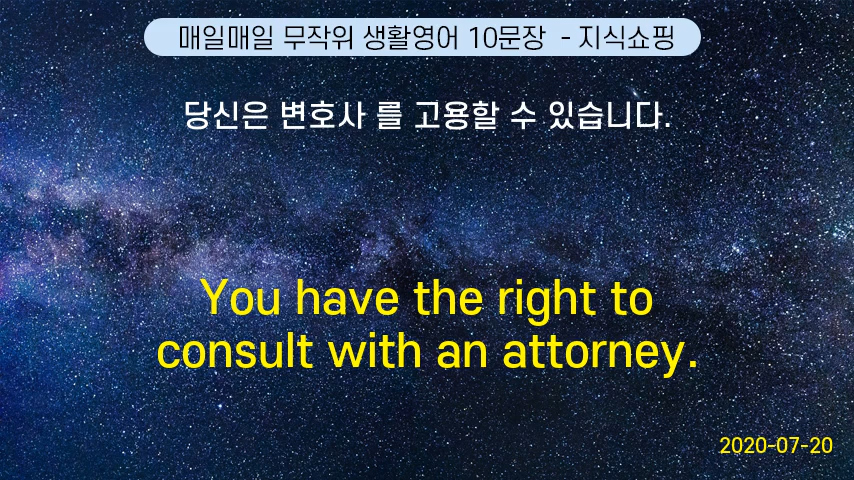 매일매일 무작위 생활영어 10문장 - 지식쇼핑
당신은 변호사 를 고용할 수 있습니다.
You have the right to
consult with an attorney.
2020-07-20